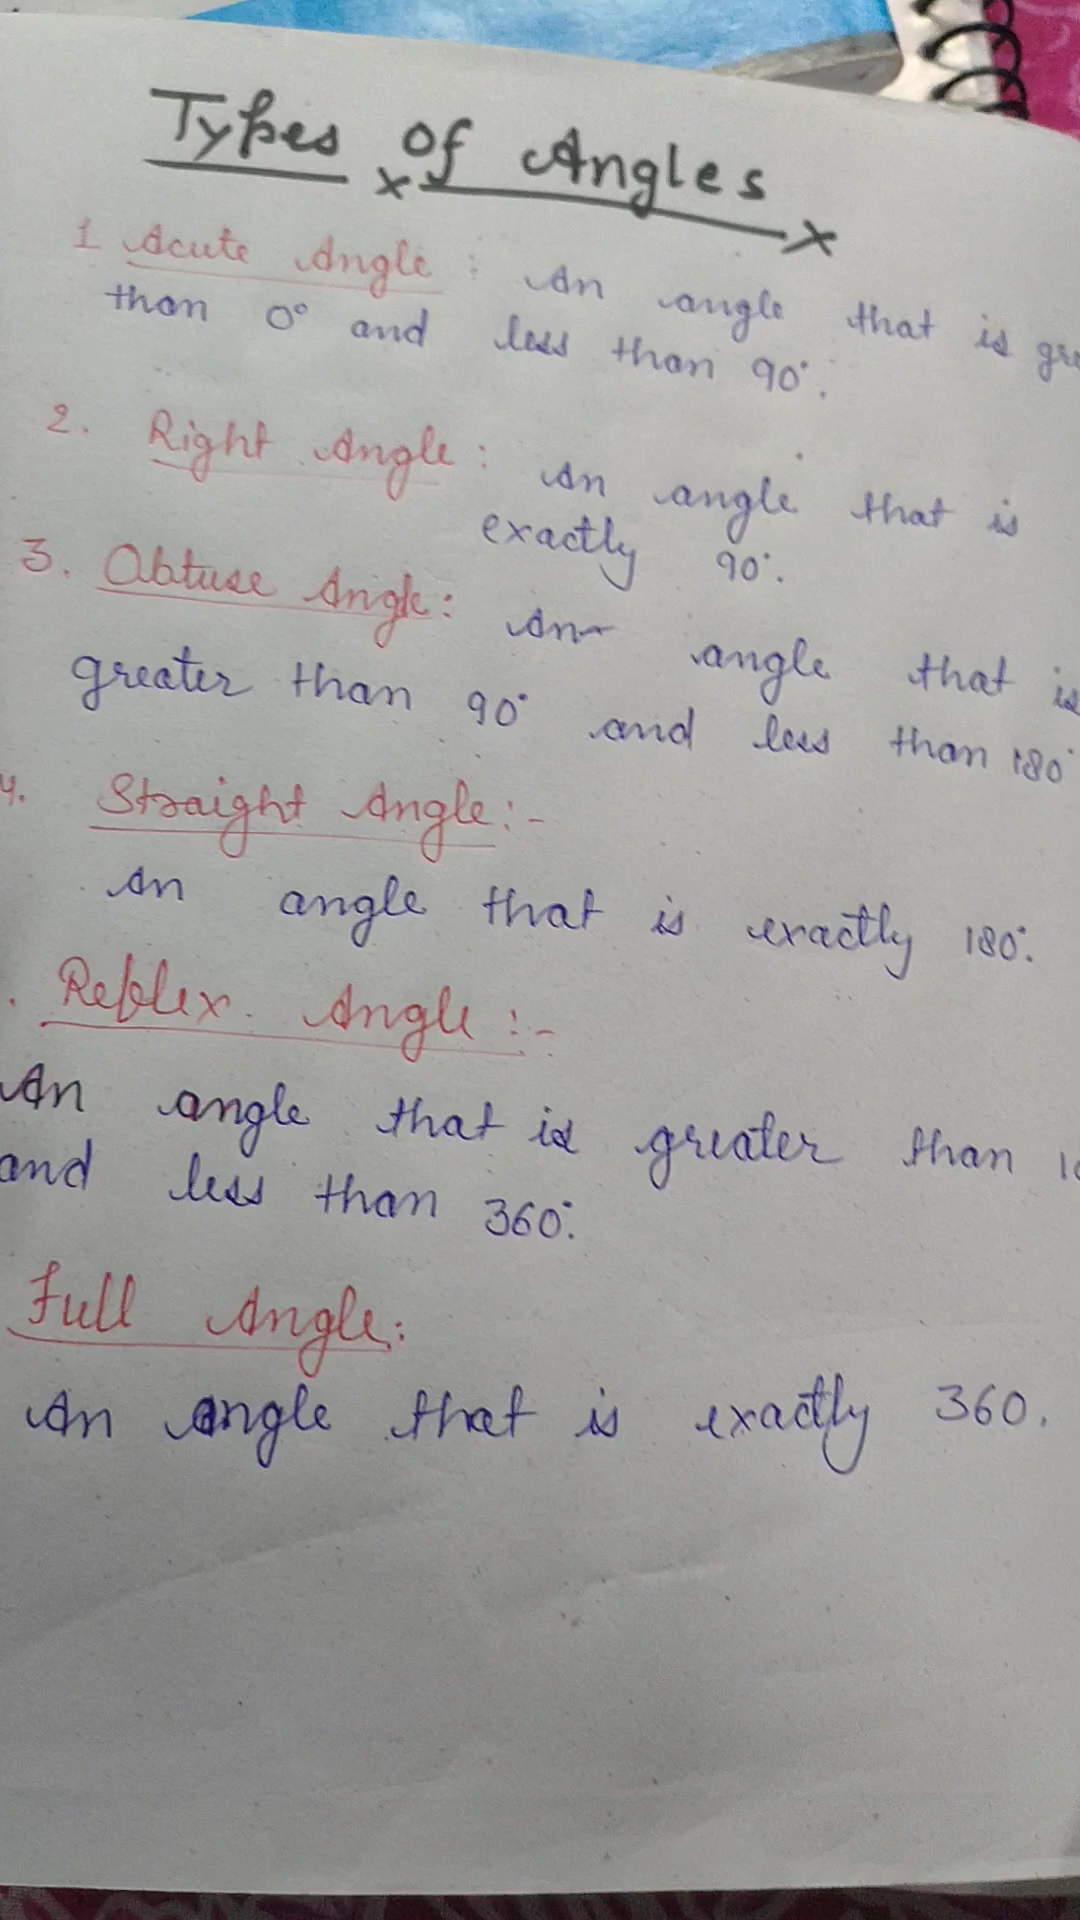 Types of Angles
1 Acute Angle : An angle that is
than 0° and less than 90°.
2. Right Angle : An angle that is
exactly 90°.
3. Obtuse Angle : An angle that is
greater than 90° and less than 180°
4. Straight Angle :-
An angle that is exactly 180°.
. Reflex Angle :-
An angle that is greater than
and less than 360°.
Full Angle :
An angle that is exactly 360.